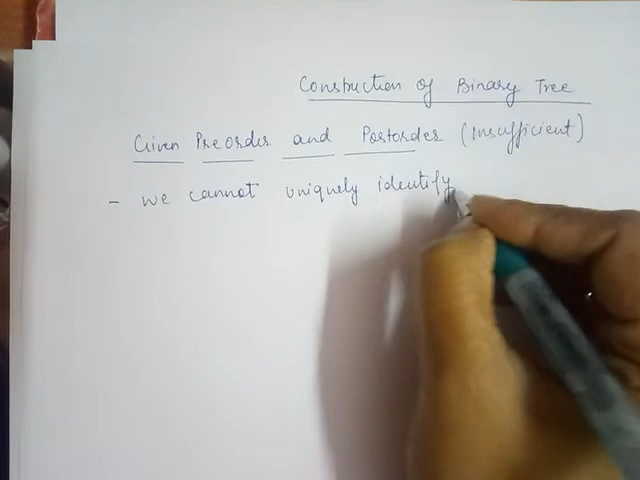 Construction of Binary Tree
Given Preorder and Postorder (Insufficient)
- we cannot uniquely identify